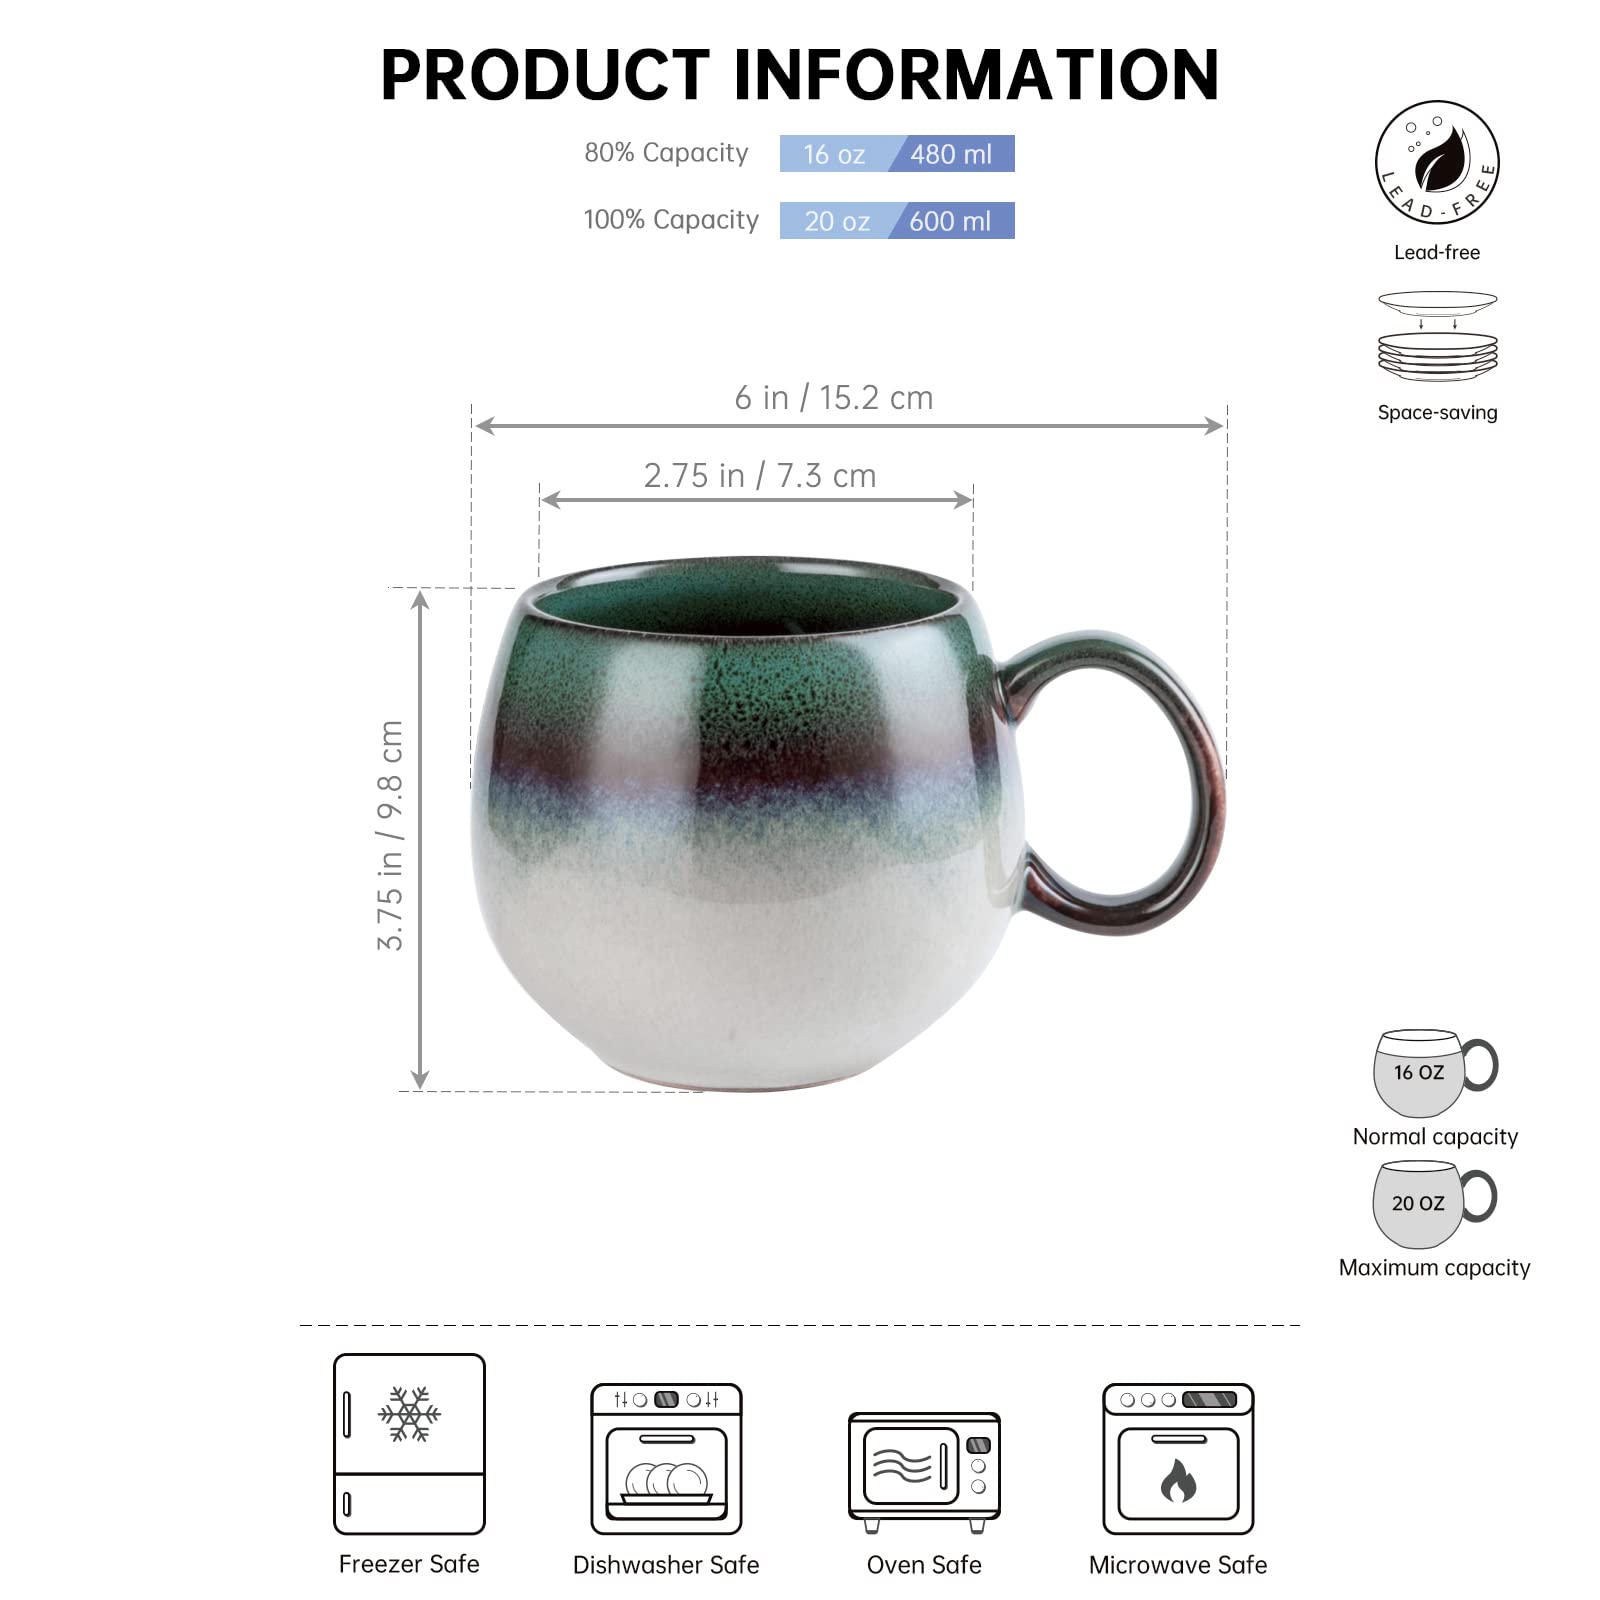 PRODUCT INFORMATION
80% Capacity 16 oz 480 ml
100% Capacity 20 oz 600 ml
LEAD-FREE
Lead-free
Space-saving
6 in / 15.2 cm
2.75 in / 7.3 cm
3.75 in / 9.8 cm
16 OZ
Normal capacity
20 OZ
Maximum capacity
Freezer Safe
Dishwasher Safe
Oven Safe
Microwave Safe